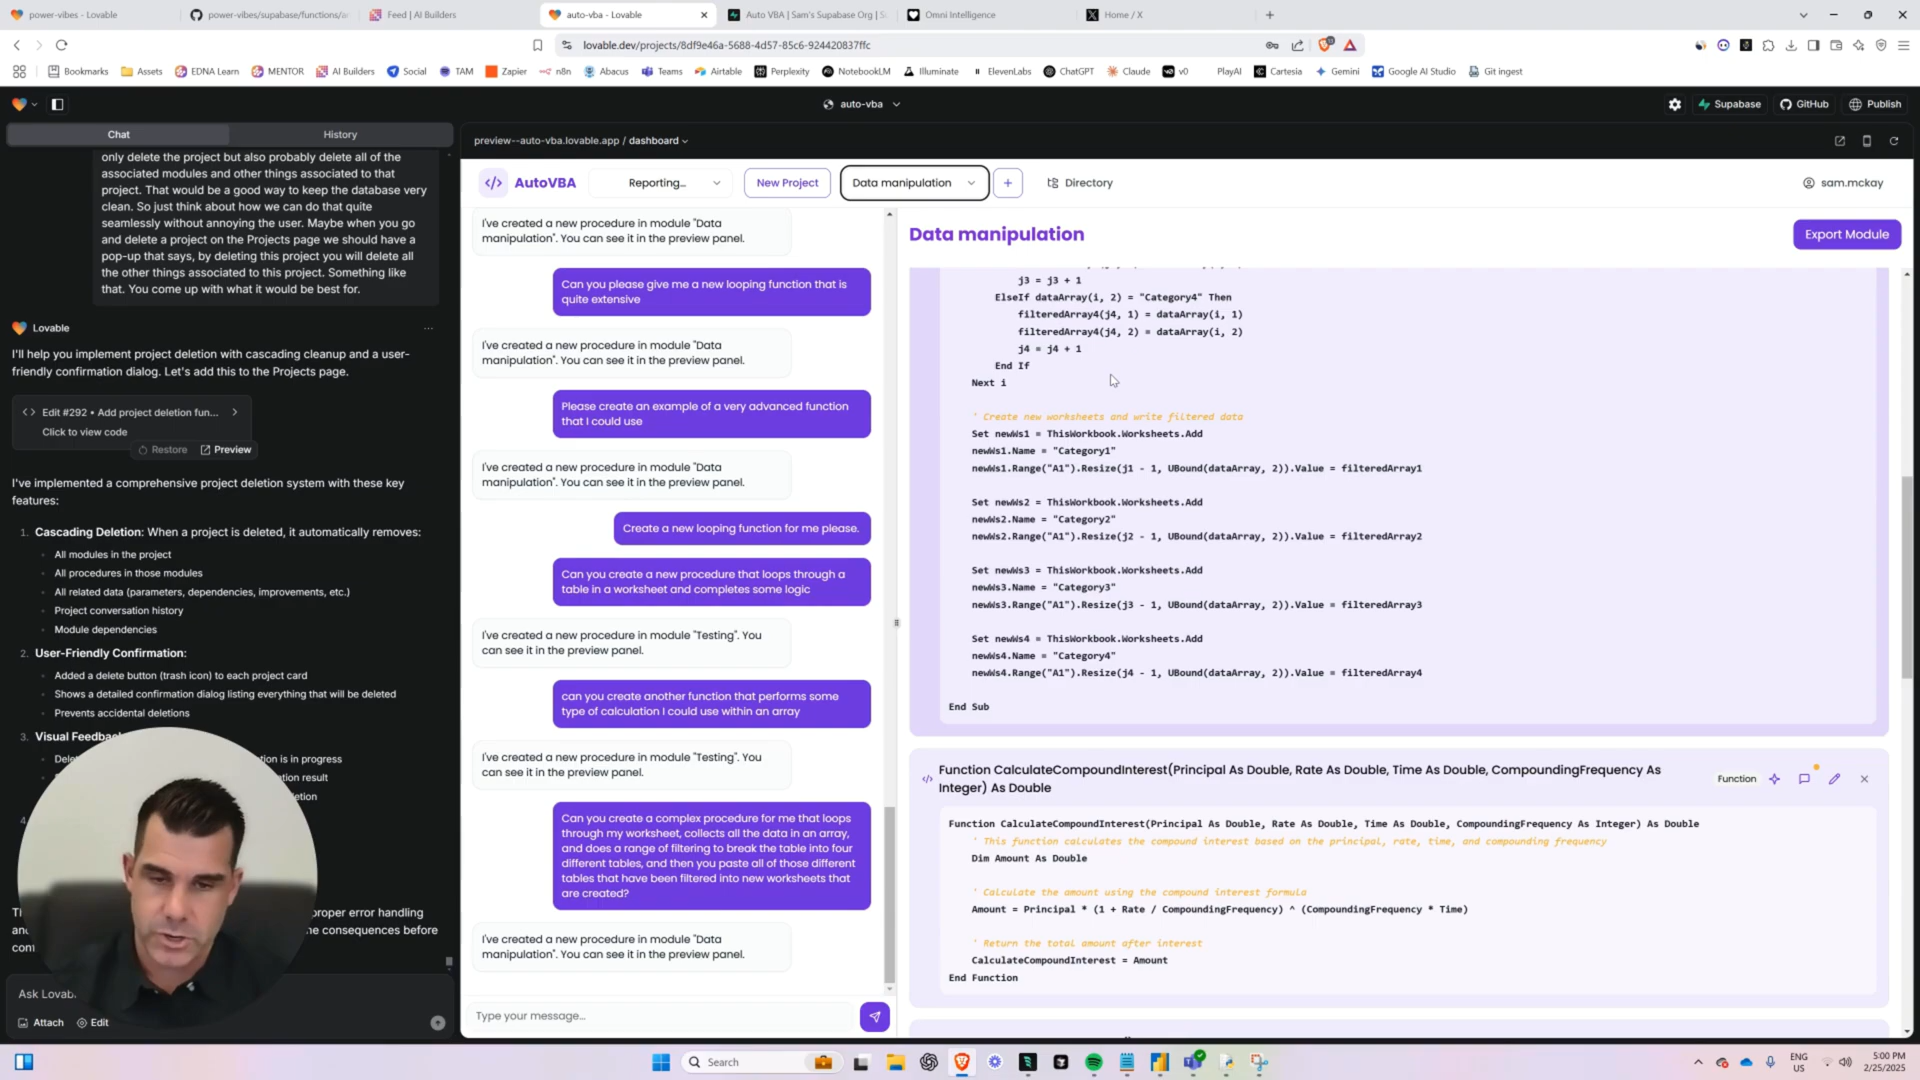 power-vibes - Lovable
power-vibes/supabase/functions/a
Feed | AI Builders
auto-vba - Lovable
Auto VBA | Sam's Supabase Org | S
Omni Intelligence
Home / X
lovable.dev/projects/8df9e46a-5688-4d57-85c6-924420837ffc
Bookmarks
Assets
EDNA Learn
MENTOR
AI Builders
Social
TAM
Zapier
n8n
Abacus
Teams
Airtable
Perplexity
NotebookLM
Illuminate
ElevenLabs
ChatGPT
Claude
v0
PlayAI
Cartesia
Gemini
Google AI Studio
Git ingest
auto-vba
Supabase
GitHub
Publish
Chat
History
only delete the project but also probably delete all of the
associated modules and other things associated to that
project. That would be a good way to keep the database very
clean. So just think about how we can do that quite
seamlessly without annoying the user. Maybe when you go
and delete a project on the Projects page we should have a
pop-up that says, by deleting this project you will delete all
the other things associated to this project. Something like
that. You come up with what it would be best for.
Lovable
I'll help you implement project deletion with cascading cleanup and a user-
friendly confirmation dialog. Let's add this to the Projects page.
Edit #292 • Add project deletion fun...
Click to view code
Restore
Preview
I've implemented a comprehensive project deletion system with these key
features:
1. Cascading Deletion: When a project is deleted, it automatically removes:
All modules in the project
All procedures in those modules
All related data (parameters, dependencies, improvements, etc.)
Project conversation history
Module dependencies
2. User-Friendly Confirmation:
Added a delete button (trash icon) to each project card
Shows a detailed confirmation dialog listing everything that will be deleted
Prevents accidental deletions
3. Visual Feedback
tion is in progress
tion result
etion
4.
proper error handling
he consequences before
Attach
Edit
preview--auto-vba.lovable.app / dashboard
AutoVBA
Reporting...
New Project
Data manipulation
+
Directory
sam.mckay
I've created a new procedure in module "Data
manipulation". You can see it in the preview panel.
Can you please give me a new looping function that is
quite extensive
I've created a new procedure in module "Data
manipulation". You can see it in the preview panel.
Please create an example of a very advanced function
that I could use
I've created a new procedure in module "Data
manipulation". You can see it in the preview panel.
Create a new looping function for me please.
Can you create a new procedure that loops through a
table in a worksheet and completes some logic
I've created a new procedure in module "Testing". You
can see it in the preview panel.
can you create another function that performs some
type of calculation I could use within an array
I've created a new procedure in module "Testing". You
can see it in the preview panel.
Can you create a complex procedure for me that loops
through my worksheet, collects all the data in an array,
and does a range of filtering to break the table into four
different tables, and then you paste all of those different
tables that have been filtered into new worksheets that
are created?
I've created a new procedure in module "Data
manipulation". You can see it in the preview panel.
Type your message...
Data manipulation
Export Module
j3 = j3 + 1
ElseIf dataArray(i, 2) = "Category4" Then
filteredArray4(j4, 1) = dataArray(i, 1)
filteredArray4(j4, 2) = dataArray(i, 2)
j4 = j4 + 1
End If
Next i
' Create new worksheets and write filtered data
Set newWs1 = ThisWorkbook.Worksheets.Add
newWs1.Name = "Category1"
newWs1.Range("A1").Resize(j1 - 1, UBound(dataArray, 2)).Value = filteredArray1
Set newWs2 = ThisWorkbook.Worksheets.Add
newWs2.Name = "Category2"
newWs2.Range("A1").Resize(j2 - 1, UBound(dataArray, 2)).Value = filteredArray2
Set newWs3 = ThisWorkbook.Worksheets.Add
newWs3.Name = "Category3"
newWs3.Range("A1").Resize(j3 - 1, UBound(dataArray, 2)).Value = filteredArray3
Set newWs4 = ThisWorkbook.Worksheets.Add
newWs4.Name = "Category4"
newWs4.Range("A1").Resize(j4 - 1, UBound(dataArray, 2)).Value = filteredArray4
End Sub
Function CalculateCompoundInterest(Principal As Double, Rate As Double, Time As Double, CompoundingFrequency As
Integer) As Double
Function
Function CalculateCompoundInterest(Principal As Double, Rate As Double, Time As Double, CompoundingFrequency As Integer) As Double
' This function calculates the compound interest based on the principal, rate, time, and compounding frequency
Dim Amount As Double
' Calculate the amount using the compound interest formula
Amount = Principal * (1 + Rate / CompoundingFrequency) ^ (CompoundingFrequency * Time)
' Return the total amount after interest
CalculateCompoundInterest = Amount
End Function
Search
ENG
US
5:00 PM
2/25/2025